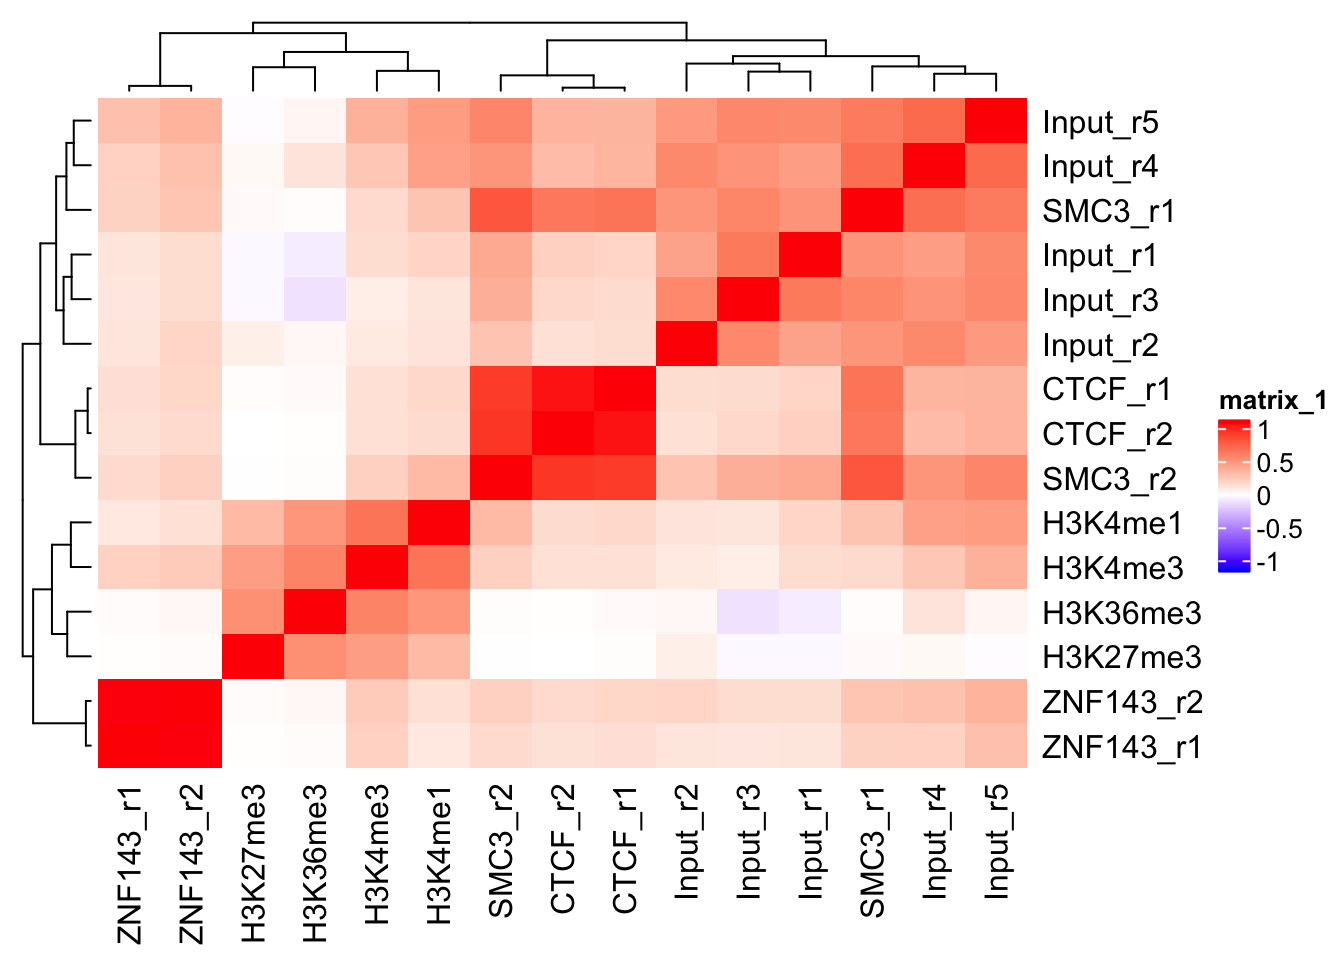 Input_r5
Input_r4
SMC3_r1
Input_r1
Input_r3
Input_r2
CTCF_r1
CTCF_r2
SMC3_r2
H3K4me1
H3K4me3
H3K36me3
H3K27me3
ZNF143_r2
ZNF143_r1
matrix_1
1
0.5
0
-0.5
-1
ZNF143_r1
ZNF143_r2
H3K27me3
H3K36me3
H3K4me3
H3K4me1
SMC3_r2
CTCF_r2
CTCF_r1
Input_r2
Input_r3
Input_r1
SMC3_r1
Input_r4
Input_r5